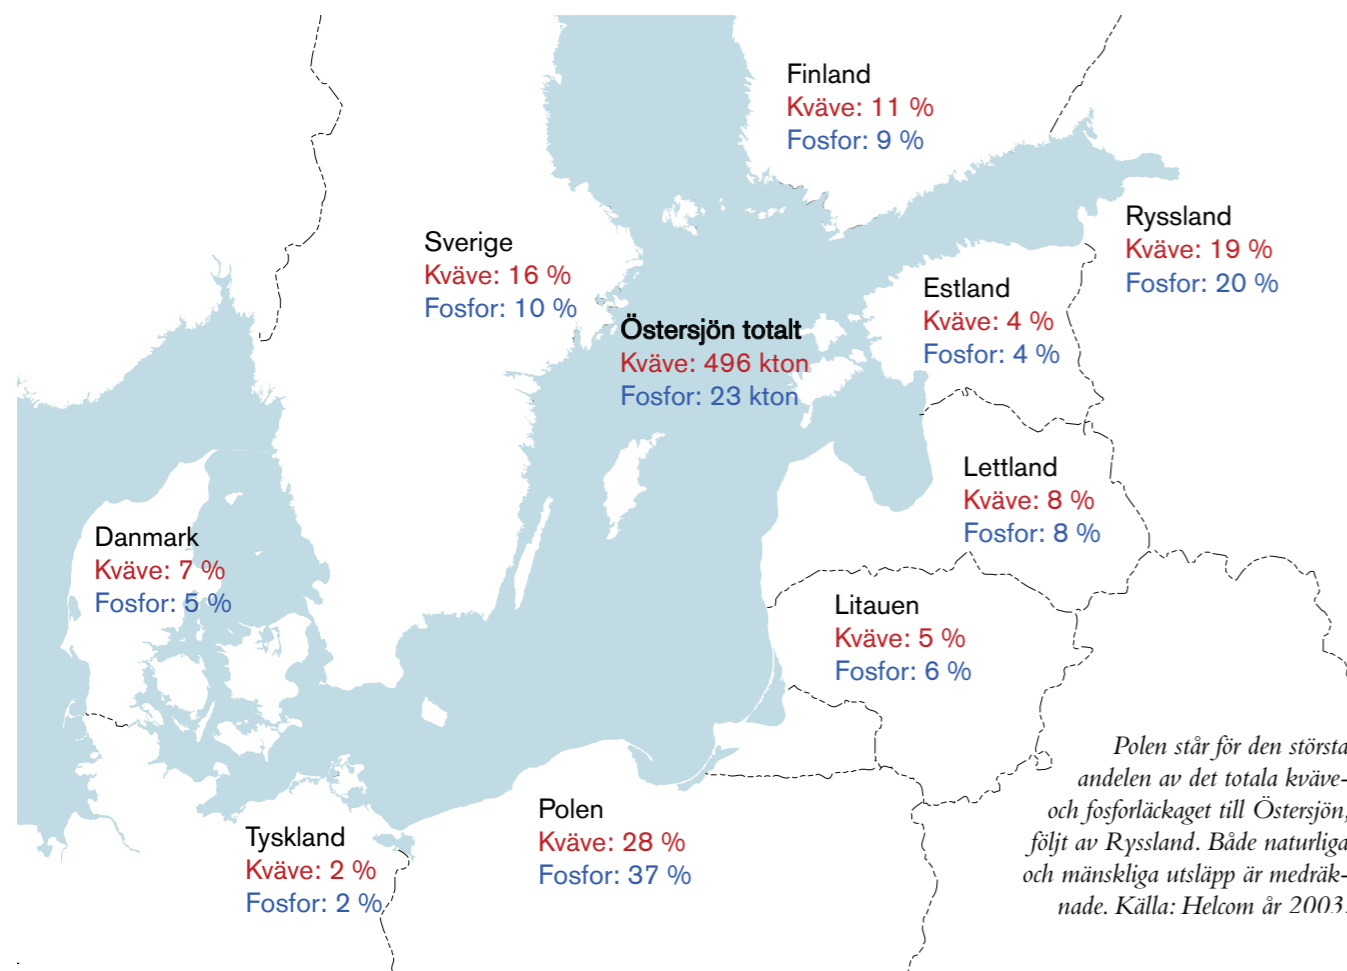 Finland
Kväve: 11 %
Fosfor: 9 %
Ryssland
Kväve: 19 %
Fosfor: 20 %
Sverige
Kväve: 16 %
Fosfor: 10 %
Estland
Kväve: 4 %
Fosfor: 4 %
Östersjön totalt
Kväve: 496 kton
Fosfor: 23 kton
Lettland
Kväve: 8 %
Fosfor: 8 %
Danmark
Kväve: 7 %
Fosfor: 5 %
Litauen
Kväve: 5 %
Fosfor: 6 %
Polen
Kväve: 28 %
Fosfor: 37 %
Tyskland
Kväve: 2 %
Fosfor: 2 %
Polen står för den största
andelen av det totala kväve-
och fosforläckaget till Östersjön,
följt av Ryssland. Både naturliga
och mänskliga utsläpp är medräk-
nade. Källa: Helcom år 2003.